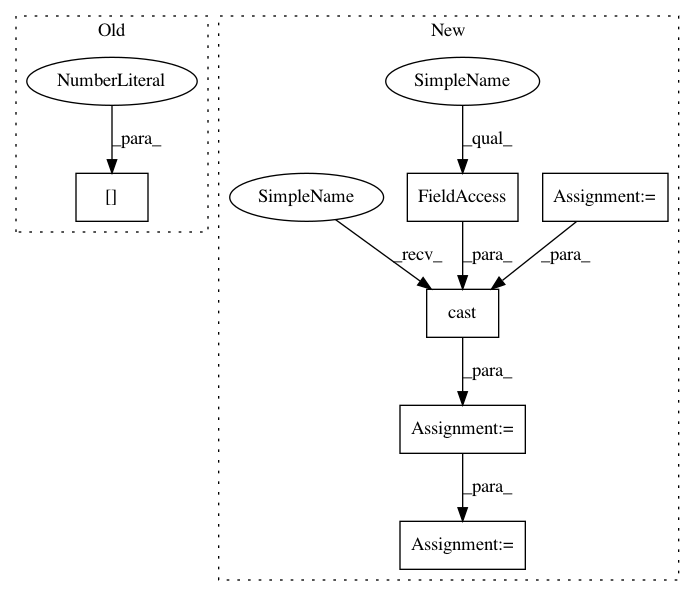 Old
New
NumberLiteral
SimpleName
_para_
_qual_
[]
SimpleName
FieldAccess
Assignment:=
_recv_
_para_
_para_
cast
_para_
Assignment:=
_para_
Assignment:=